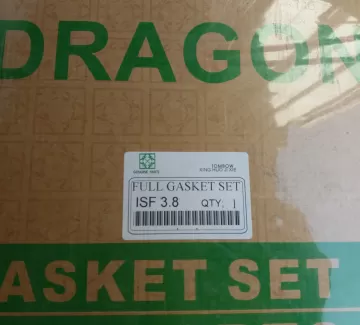 DRAGON
FULL GASKET SET
ISF 3.8 QTY: 1
ASKET SET